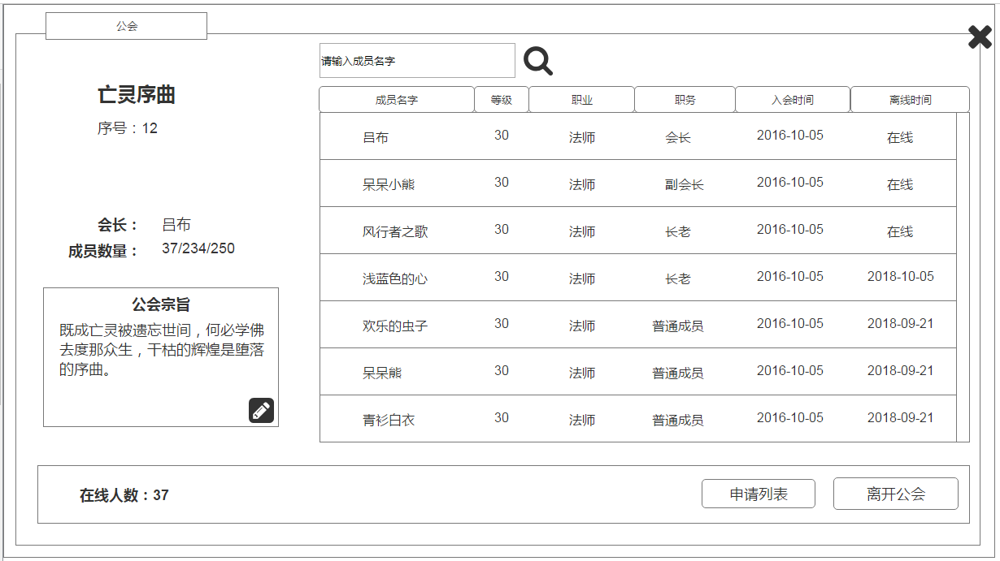 公会
亡灵序曲
序号：12
会长： 吕布
成员数量： 37/234/250
公会宗旨
既成亡灵被遗忘世间，何必学佛
去度那众生，干枯的辉煌是堕落
的序曲。
请输入成员名字
成员名字 等级 职业 职务 入会时间 离线时间
吕布 30 法师 会长 2016-10-05 在线
呆呆小熊 30 法师 副会长 2016-10-05 在线
风行者之歌 30 法师 长老 2016-10-05 在线
浅蓝色的心 30 法师 长老 2016-10-05 2018-10-05
欢乐的虫子 30 法师 普通成员 2016-10-05 2018-09-21
呆呆熊 30 法师 普通成员 2016-10-05 2018-09-21
青衫白衣 30 法师 普通成员 2016-10-05 2018-09-21
在线人数：37 申请列表 离开公会